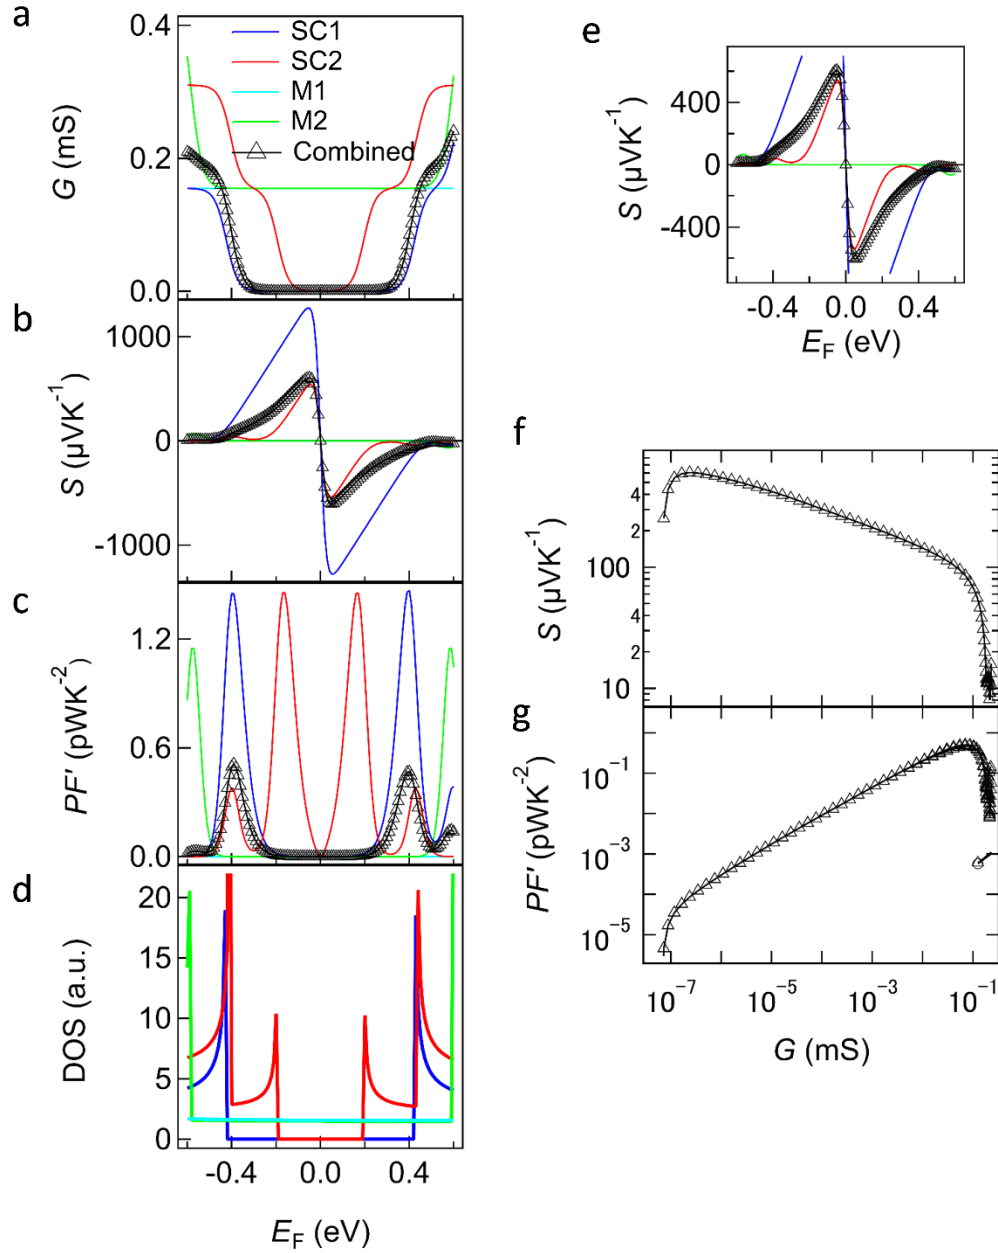 a
0.4
0.2
0.0
G (mS)
SC1
SC2
M1
M2
Combined
b
1000
0
-1000
S (μVK⁻¹)
c
1.2
0.6
0.0
PF′ (pWK⁻²)
d
20
15
10
5
0
DOS (a.u.)
-0.4 0.0 0.4
E_F (eV)
e
400
0
-400
S (μVK⁻¹)
-0.4 0.0 0.4
E_F (eV)
f
4
2
100
4
2
10
S (μVK⁻¹)
g
10⁻¹
10⁻³
10⁻⁵
PF′ (pWK⁻²)
10⁻⁷ 10⁻⁵ 10⁻³ 10⁻¹
G (mS)